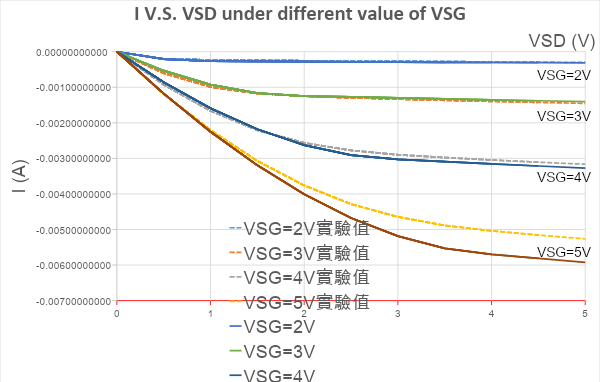 I V.S. VSD under different value of VSG
VSD (V)
0.00000000000
VSG=2V
-0.00100000000
VSG=3V
-0.00200000000
-0.00300000000
I (A)
VSG=4V
-0.00400000000
VSG=2V實驗值
-0.00500000000
VSG=3V實驗值
VSG=5V
-0.00600000000
VSG=4V實驗值
-0.00700000000
VSG=5V實驗值
0 1 2 3 4 5
VSG=2V
VSG=3V
VSG=4V